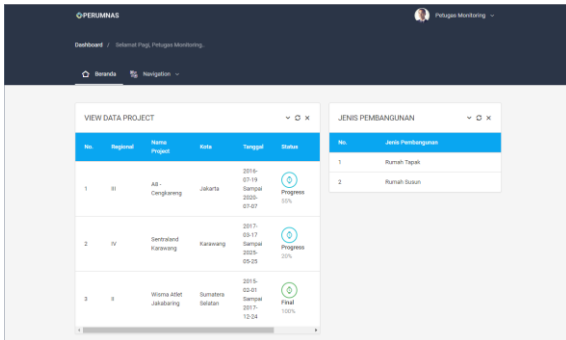 PERUMNAS
Petugas Monitoring
Dashboard / Selamat Pagi, Petugas Monitoring.
Beranda Navigation
VIEW DATA PROJECT
No. Regional Nama Project Kota Tanggal Status
1 III A8 - Cengkareng Jakarta 2016-07-19 Sampai 2020-07-07 Progress 55%
2 IV Sentraland Karawang Karawang 2017-03-17 Sampai 2025-05-25 Progress 20%
3 II Wisma Atlet Jakabaring Sumatera Selatan 2015-02-01 Sampai 2017-12-24 Final 100%
JENIS PEMBANGUNAN
No. Jenis Pembangunan
1 Rumah Tapak
2 Rumah Susun